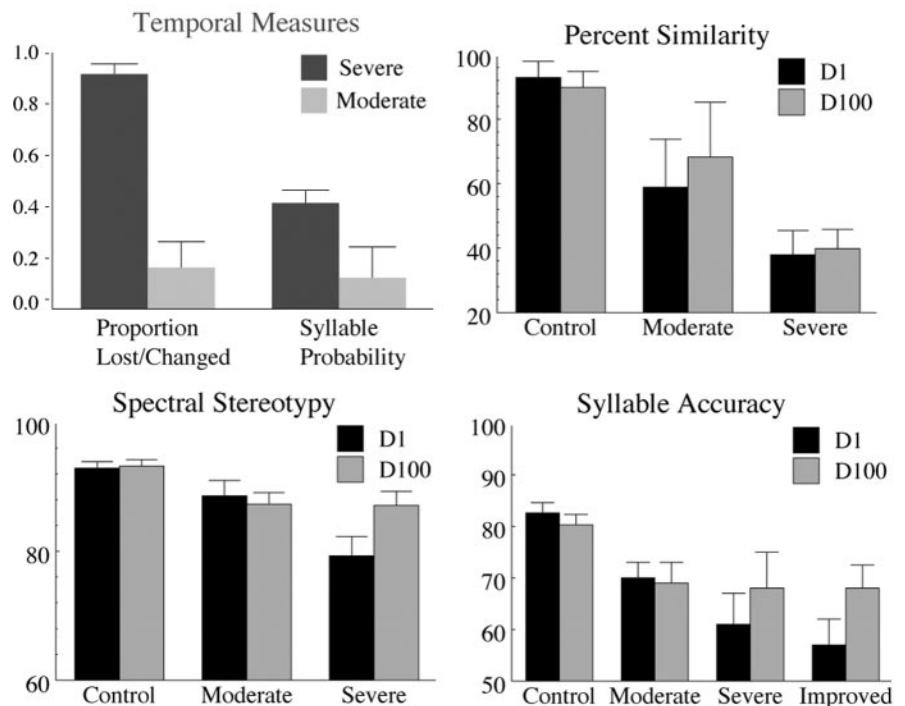 Temporal Measures
1.0
0.8
0.6
0.4
0.2
0.0
Severe
Moderate
Proportion
Lost/Changed
Syllable
Probability
Percent Similarity
100
80
60
40
20
D1
D100
Control Moderate Severe
Spectral Stereotypy
100
80
60
D1
D100
Control Moderate Severe
Syllable Accuracy
100
90
80
70
60
50
D1
D100
Control Moderate Severe Improved